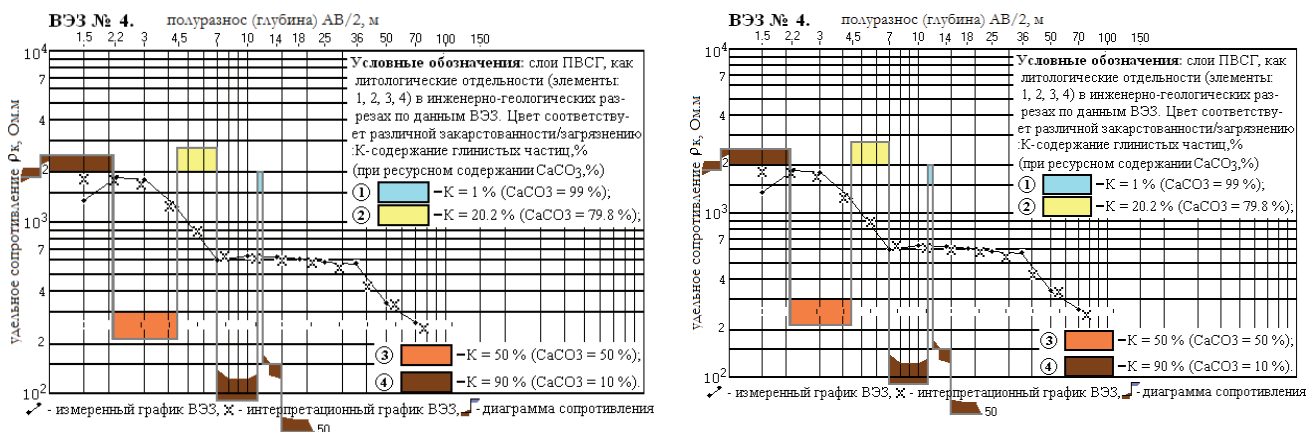 ВЭЗ № 4. полуразнос (глубина) АВ/2, м
1.5 2,2 3 4,5 7 10 14 18 25 36 50 70 100 150
удельное сопротивление ρк, Ом.м
10⁴
7
4
2
10³
7
4
2
10²
Условные обозначения: слои ПВСГ, как
литологические отдельности (элементы:
1, 2, 3, 4) в инженерно-геологических раз-
резах по данным ВЭЗ. Цвет соответству-
ет различной закарстованности/загрязнению
:К-содержание глинистых частиц,%
(при ресурсном содержании CaCO₃,%)
1 –К = 1 % (CaCO3 = 99 %);
2 –К = 20.2 % (CaCO3 = 79.8 %);
3 –К = 50 % (CaCO3 = 50 %);
4 –К = 90 % (CaCO3 = 10 %).
- измеренный график ВЭЗ, X - интерпретационный график ВЭЗ, - диаграмма сопротивления
50
ВЭЗ № 4. полуразнос (глубина) АВ/2, м
1.5 2,2 3 4,5 7 10 14 18 25 36 50 70 100 150
удельное сопротивление ρк, Ом.м
10⁴
7
4
2
10³
7
4
2
10²
Условные обозначения: слои ПВСГ, как
литологические отдельности (элементы:
1, 2, 3, 4) в инженерно-геологических раз-
резах по данным ВЭЗ. Цвет соответству-
ет различной закарстованности/загрязнению
:К-содержание глинистых частиц,%
(при ресурсном содержании CaCO₃,%)
1 –К = 1 % (CaCO3 = 99 %);
2 –К = 20.2 % (CaCO3 = 79.8 %);
3 –К = 50 % (CaCO3 = 50 %);
4 –К = 90 % (CaCO3 = 10 %).
- измеренный график ВЭЗ, X - интерпретационный график ВЭЗ, - диаграмма сопротивления
50